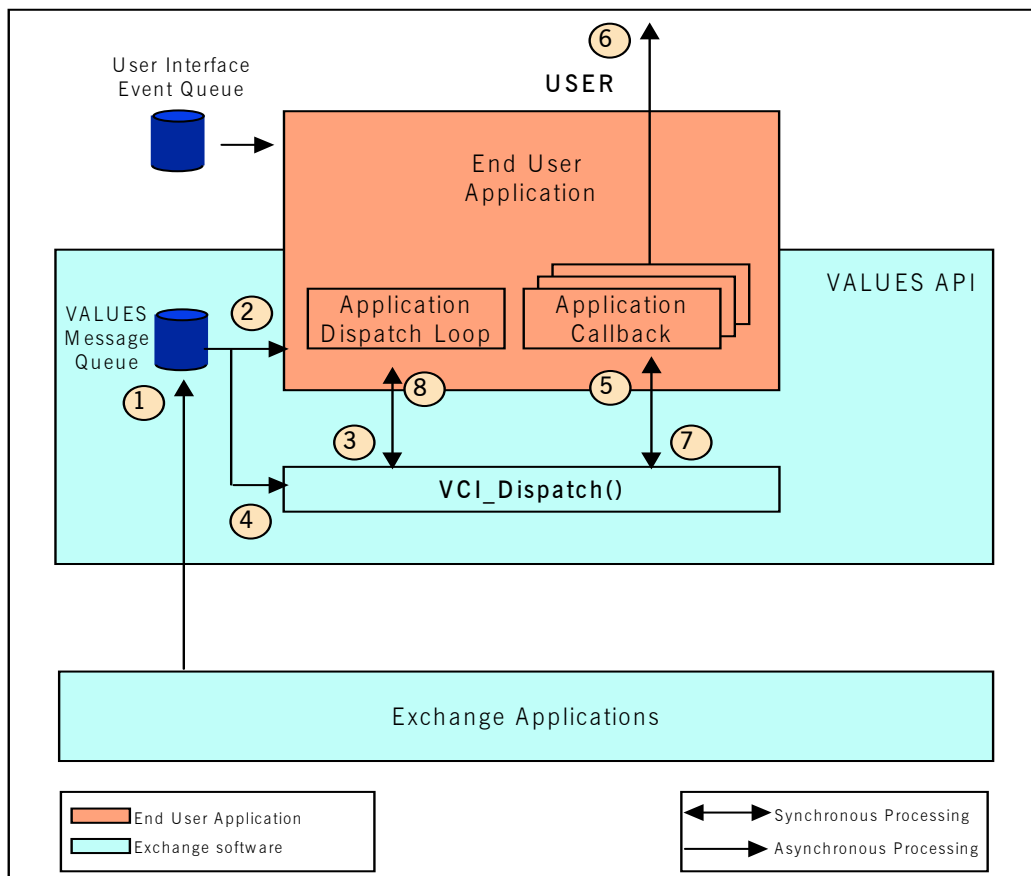 6
User Interface
Event Queue
USER
End User
Application
VALUES API
VALUES
Message
Queue
2
Application
Dispatch Loop
Application
Callback
1
8
5
3
7
VCI_Dispatch()
4
Exchange Applications
End User Application
Exchange software
Synchronous Processing
Asynchronous Processing